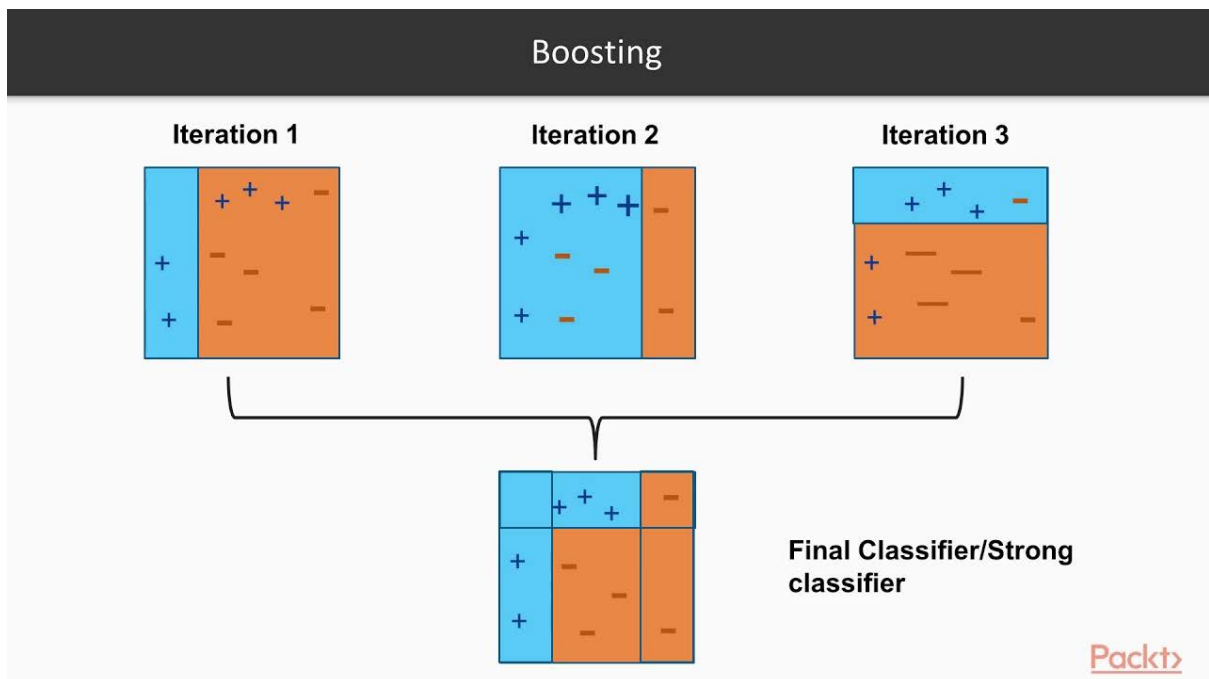 Boosting
Iteration 1
Iteration 2
Iteration 3
Final Classifier/Strong
classifier
Packt>